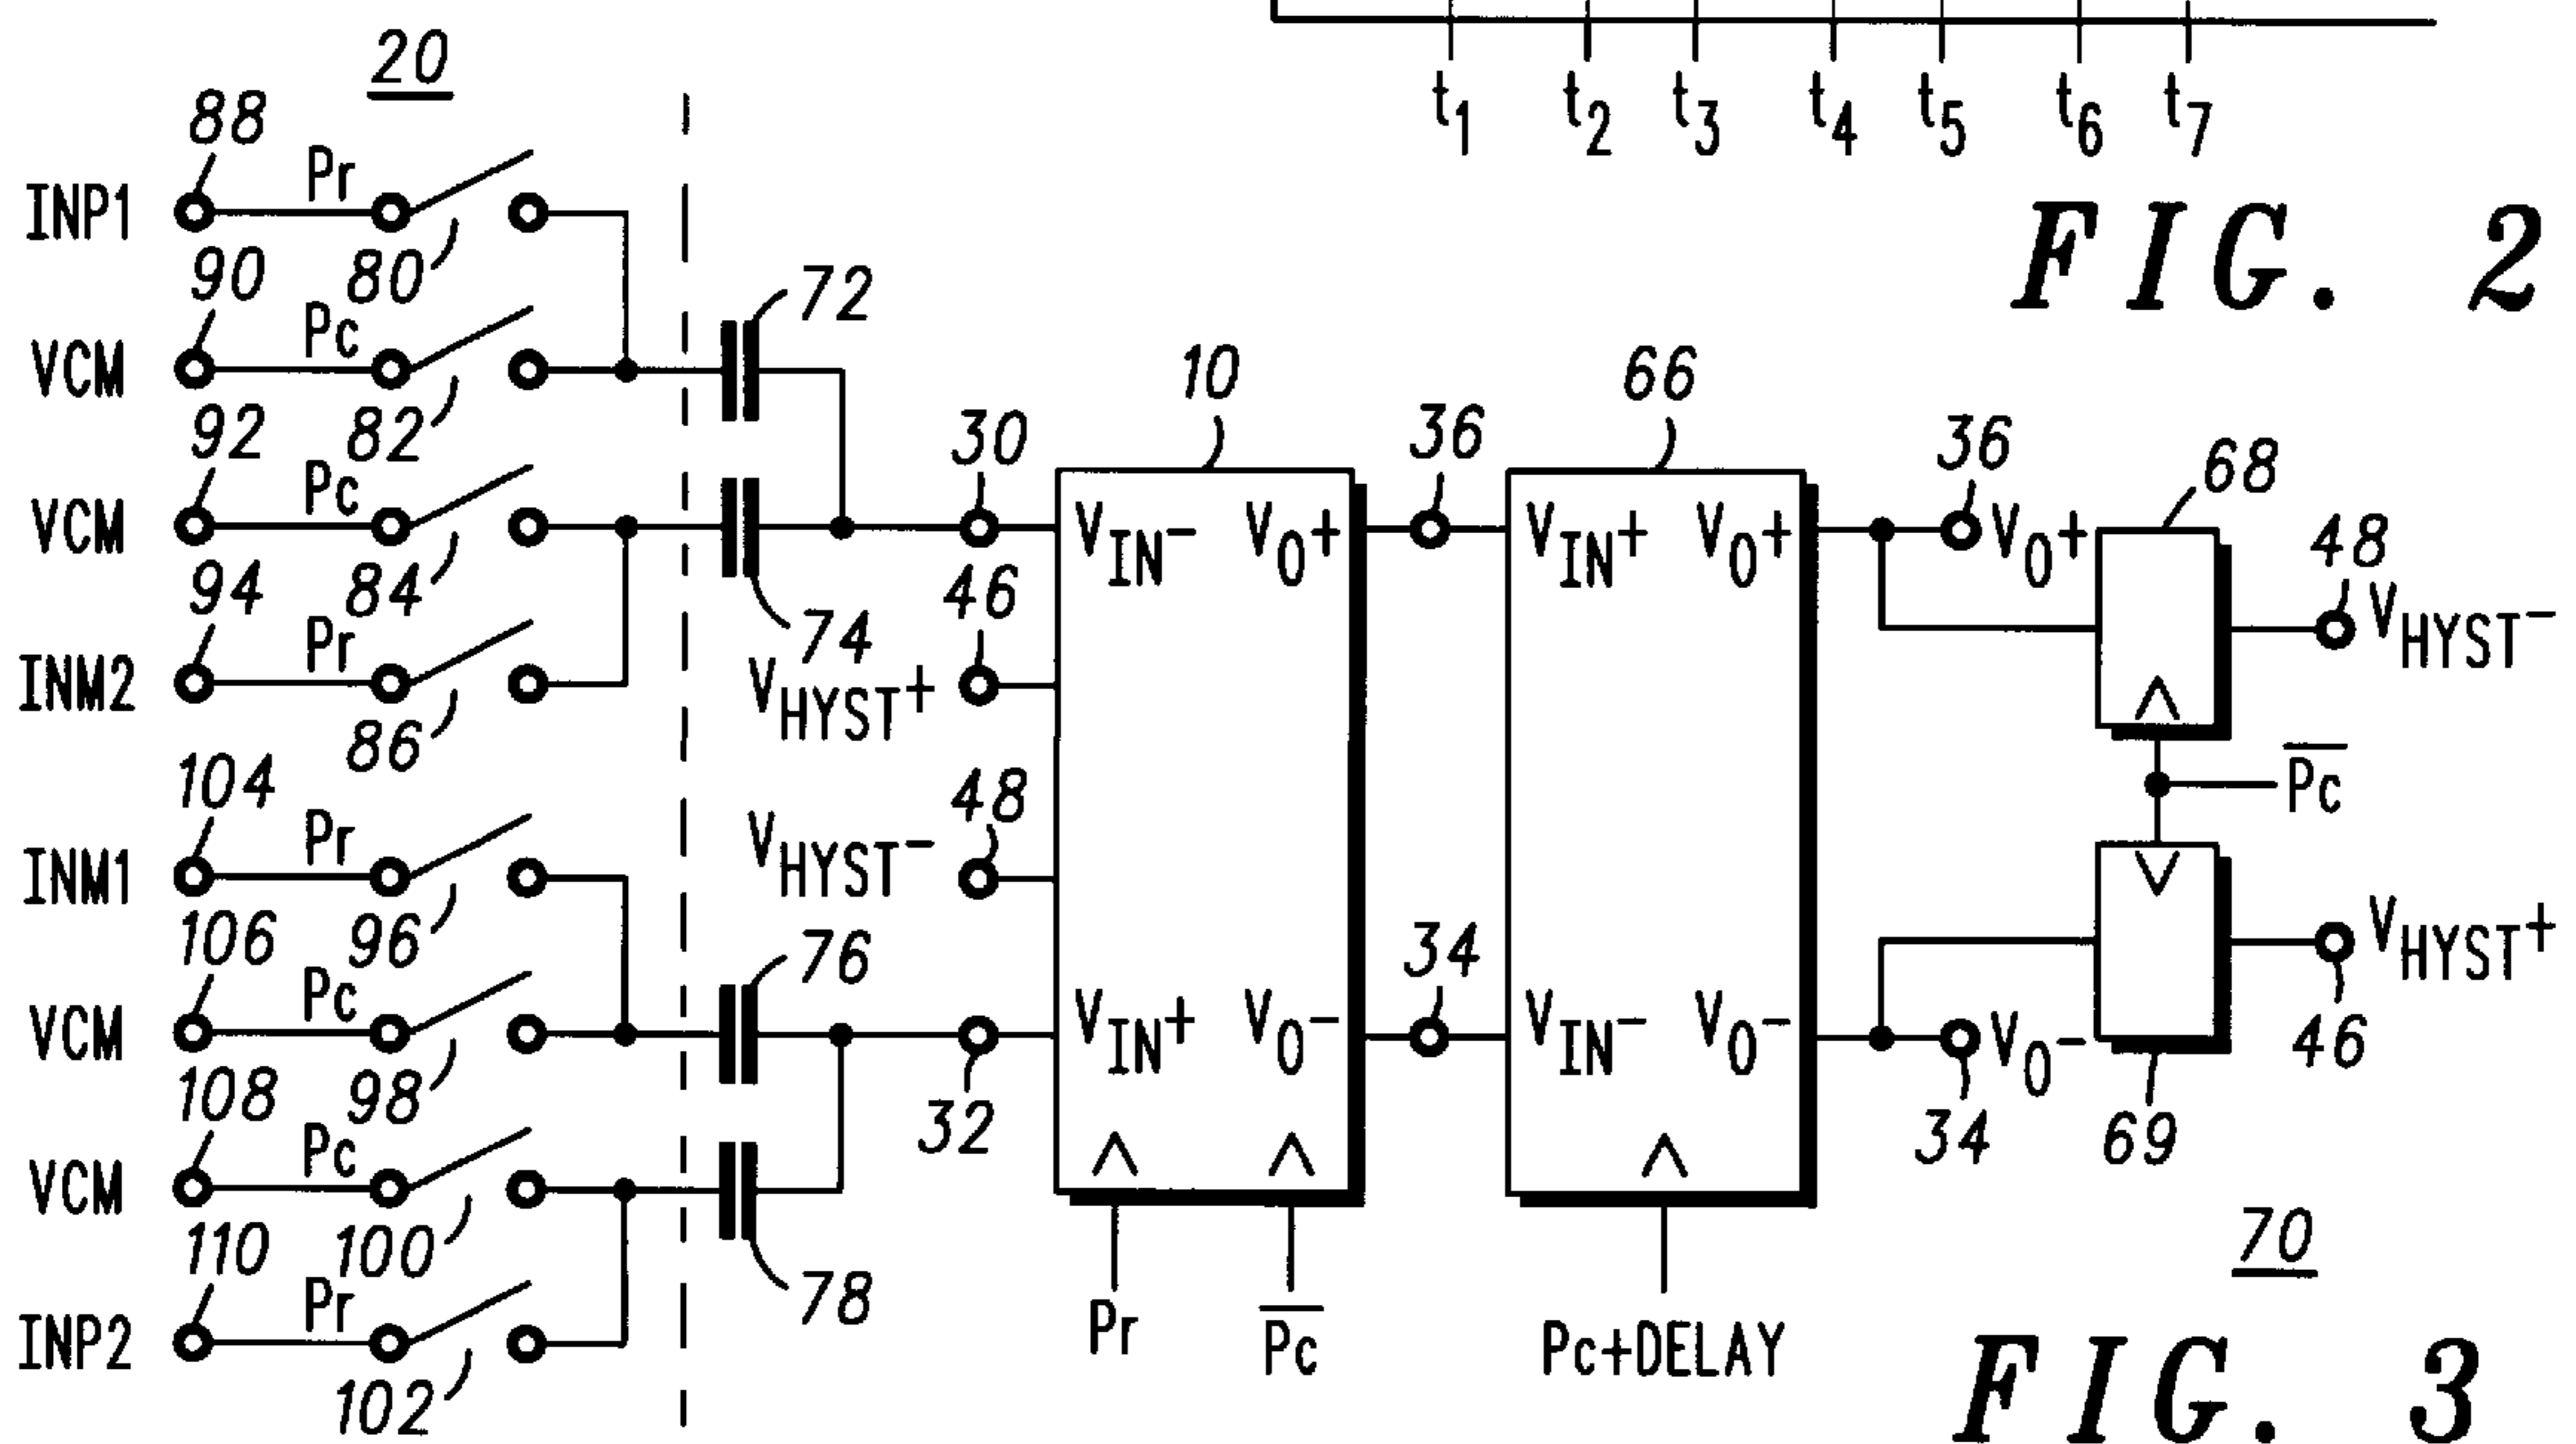 t1 t2 t3 t4 t5 t6 t7
FIG. 2
20
88
INP1 Pr
80
90
VCM Pc
82
92
VCM Pc
84
94
INM2 Pr
86
104
INM1 Pr
96
106
VCM Pc
98
108
VCM Pc
100
110
INP2 Pr
102
72
74
76
78
30
46
VHYST+
48
VHYST-
32
10
VIN- VO+
VIN+ VO-
Pr P̅c̅
36
34
66
VIN+ VO+
VIN- VO-
Pc+DELAY
36
VO+
68
48
VHYST-
P̅c̅
VHYST+
46
VO-
34
69
70
FIG. 3